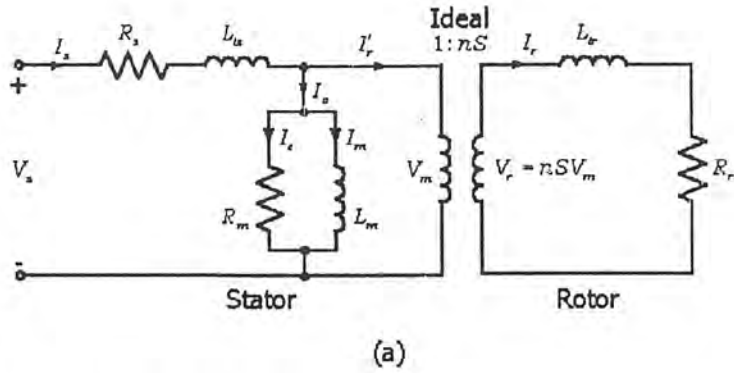 Ideal
1:nS
I_s R_s L_ls I'_r I_r L_lr
+
I_o
I_c I_m
V_s V_m V_r = nSV_m R_r
R_m L_m
-
Stator Rotor
(a)